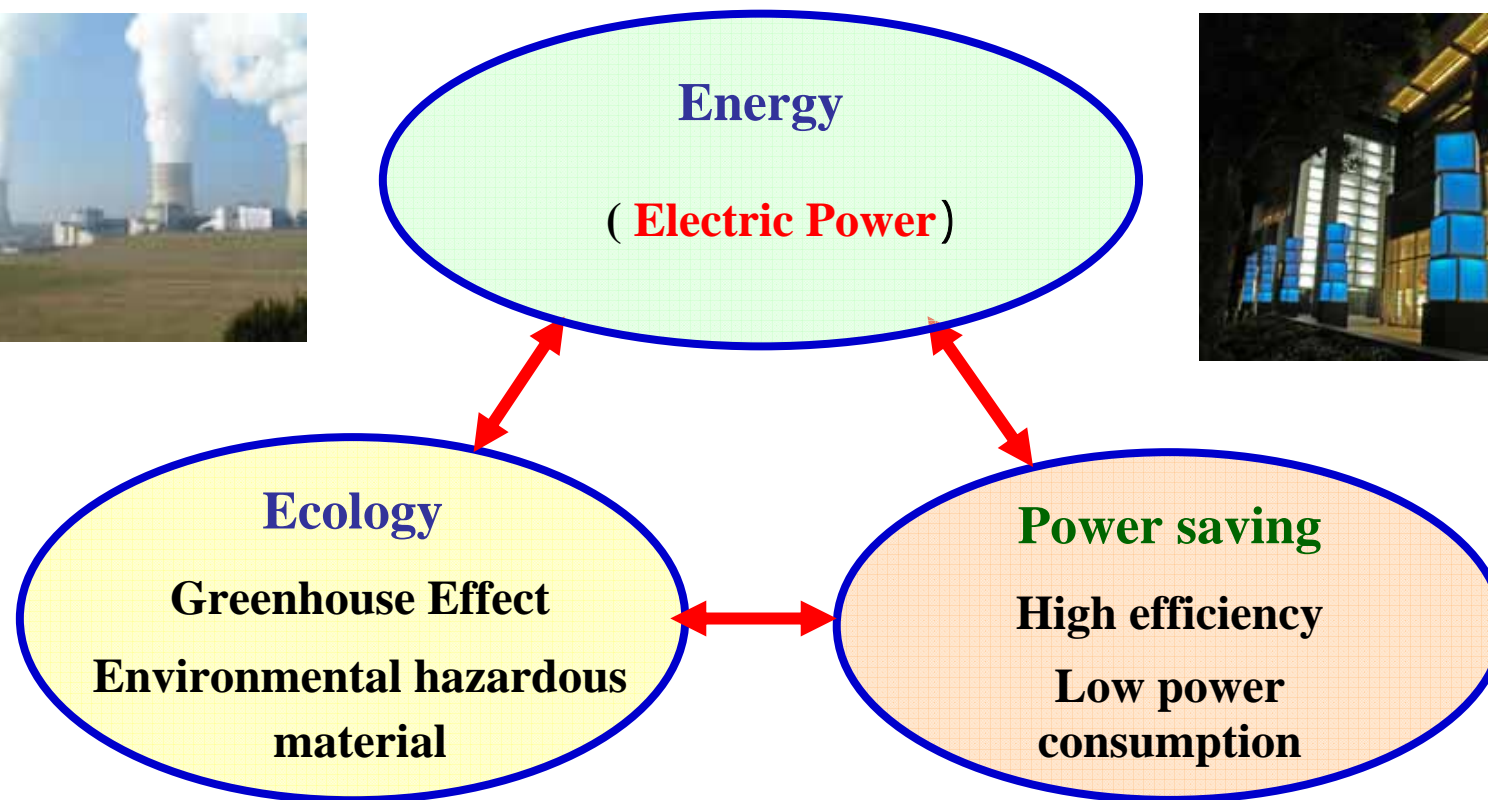 Energy
( Electric Power)
Ecology
Greenhouse Effect
Environmental hazardous
material
Power saving
High efficiency
Low power
consumption